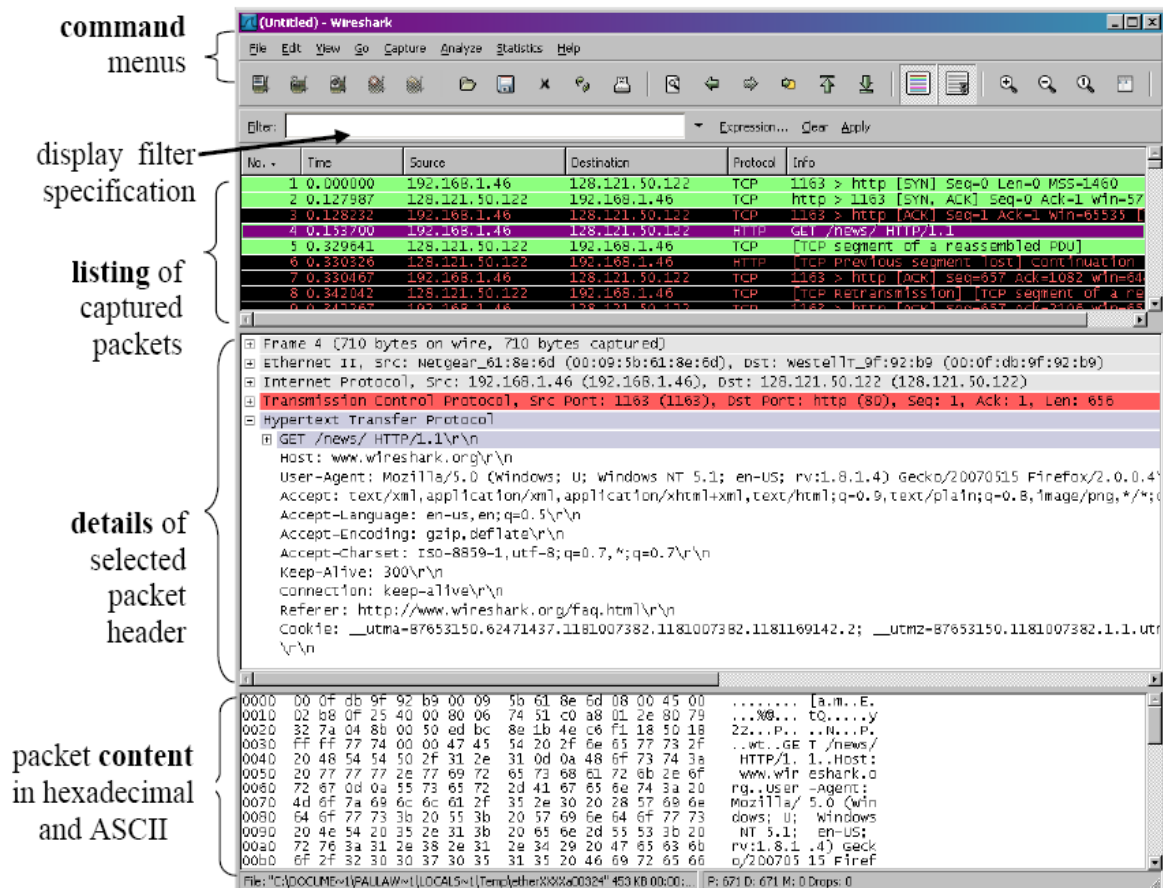 command
menus
display filter
specification
listing of
captured
packets
details of
selected
packet
header
packet content
in hexadecimal
and ASCII
(Untitled) - Wireshark
File Edit View Go Capture Analyze Statistics Help
Filter: Expression... Clear Apply
No. Time Source Destination Protocol Info
1 0.000000 192.168.1.46 128.121.50.122 TCP 1163 > http [SYN] Seq=0 Len=0 MSS=1460
2 0.127987 128.121.50.122 192.168.1.46 TCP http > 1163 [SYN, ACK] Seq=0 Ack=1 Win=57
3 0.128232 192.168.1.46 128.121.50.122 TCP 1163 > http [ACK] Seq=1 Ack=1 Win=65535 [
4 0.153700 192.168.1.46 128.121.50.122 HTTP GET /news/ HTTP/1.1
5 0.329641 128.121.50.122 192.168.1.46 TCP [TCP segment of a reassembled PDU]
6 0.330326 128.121.50.122 192.168.1.46 HTTP [TCP Previous segment lost] Continuation
7 0.330467 192.168.1.46 128.121.50.122 TCP 1163 > http [ACK] Seq=657 Ack=1082 Win=64
8 0.342042 128.121.50.122 192.168.1.46 TCP [TCP Retransmission] [TCP segment of a re
Frame 4 (710 bytes on wire, 710 bytes captured)
Ethernet II, Src: Netgear_61:8e:6d (00:09:5b:61:8e:6d), Dst: WestellT_9f:92:b9 (00:0f:db:9f:92:b9)
Internet Protocol, Src: 192.168.1.46 (192.168.1.46), Dst: 128.121.50.122 (128.121.50.122)
Transmission Control Protocol, Src Port: 1163 (1163), Dst Port: http (80), Seq: 1, Ack: 1, Len: 656
Hypertext Transfer Protocol
GET /news/ HTTP/1.1\r\n
Host: www.wireshark.org\r\n
User-Agent: Mozilla/5.0 (Windows; U; Windows NT 5.1; en-US; rv:1.8.1.4) Gecko/20070515 Firefox/2.0.0.4
Accept: text/xml,application/xml,application/xhtml+xml,text/html;q=0.9,text/plain;q=0.8,image/png,*/*;
Accept-Language: en-us,en;q=0.5\r\n
Accept-Encoding: gzip,deflate\r\n
Accept-Charset: ISO-8859-1,utf-8;q=0.7,*;q=0.7\r\n
Keep-Alive: 300\r\n
Connection: keep-alive\r\n
Referer: http://www.wireshark.org/faq.html\r\n
Cookie: __utma=87653150.62471437.1181007382.1181007382.1181169142.2; __utmz=87653150.1181007382.1.1.utm
\r\n
0000 00 0f db 9f 92 b9 00 09 5b 61 8e 6d 08 00 45 00 ........ [a.m..E.
0010 02 b8 0f 25 40 00 80 06 74 51 c0 a8 01 2e 80 79 ...%@... tQ.....y
0020 32 7a 04 8b 00 50 ed bc 8e 1b 4e c6 f1 18 50 18 2z...P.. ..N...P.
0030 ff ff 77 74 00 00 47 45 54 20 2f 6e 65 77 73 2f ..wt..GE T /news/
0040 20 48 54 54 50 2f 31 2e 31 0d 0a 48 6f 73 74 3a HTTP/1. 1..Host:
0050 20 77 77 77 2e 77 69 72 65 73 68 61 72 6b 2e 6f www.wir eshark.o
0060 72 67 0d 0a 55 73 65 72 2d 41 67 65 6e 74 3a 20 rg..User -Agent:
0070 4d 6f 7a 69 6c 6c 61 2f 35 2e 30 20 28 57 69 6e Mozilla/ 5.0 (Win
0080 64 6f 77 73 3b 20 55 3b 20 57 69 6e 64 6f 77 73 dows; U; Windows
0090 20 4e 54 20 35 2e 31 3b 20 65 6e 2d 55 53 3b 20 NT 5.1; en-US;
00a0 72 76 3a 31 2e 38 2e 31 2e 34 29 20 47 65 63 6b rv:1.8.1 .4) Geck
00b0 6f 2f 32 30 30 37 30 35 31 35 20 46 69 72 65 66 o/200705 15 Firef
File: "C:\DOCUME~1\PAULAW~1\LOCALS~1\Temp\etherXXXXa00324" 453 KB 00:00:... P: 671 D: 671 M: 0 Drops: 0